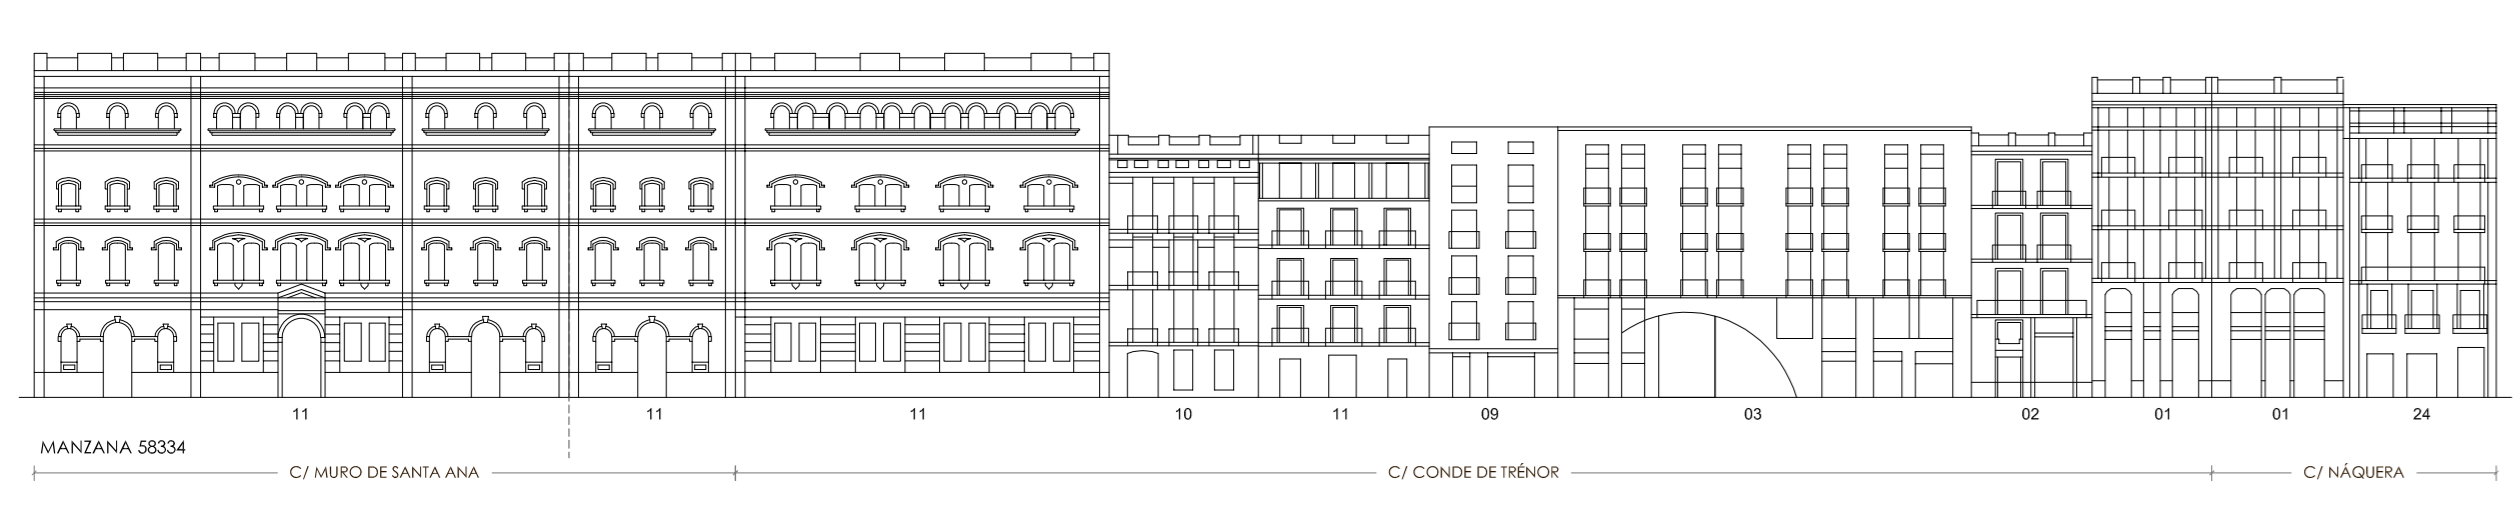 11 11 11 10 11 09 03 02 01 01 24
MANZANA 58334
C/ MURO DE SANTA ANA C/ CONDE DE TRÉNOR C/ NÁQUERA